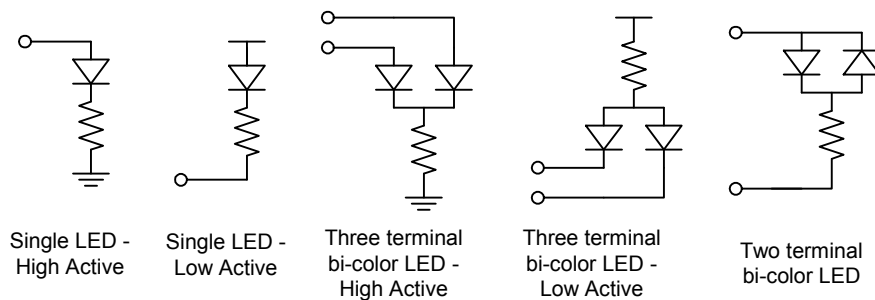 Single LED -
High Active
Single LED -
Low Active
Three terminal
bi-color LED -
High Active
Three terminal
bi-color LED -
Low Active
Two terminal
bi-color LED